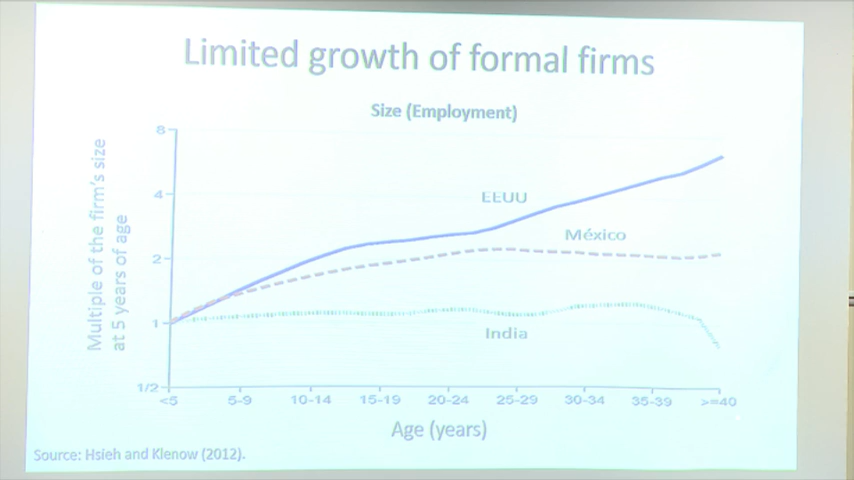 Limited growth of formal firms
Size (Employment)
Multiple of the firm's size
at 5 years of age
8
4
2
1
1/2
EEUU
México
India
<5 5-9 10-14 15-19 20-24 25-29 30-34 35-39 >=40
Age (years)
Source: Hsieh and Klenow (2012).